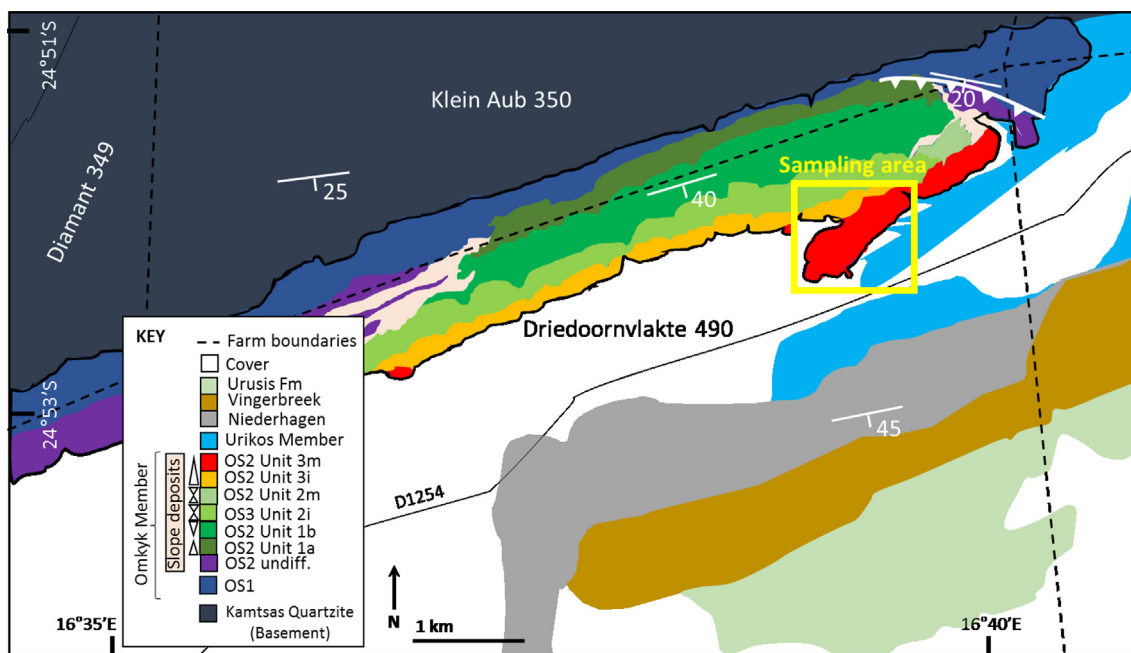 24°51'S
Klein Aub 350
20
Diamant 349
Sampling area
25
40
Driedoornvlakte 490
24°53'S
45
D1254
KEY
Farm boundaries
Cover
Urusis Fm
Vingerbreek
Niederhagen
Urikos Member
OS2 Unit 3m
OS2 Unit 3i
OS2 Unit 2m
OS3 Unit 2i
OS2 Unit 1b
OS2 Unit 1a
OS2 undiff.
OS1
Kamtsas Quartzite
(Basement)
Omkyk Member
Slope deposits
16°35'E
N
1 km
16°40'E